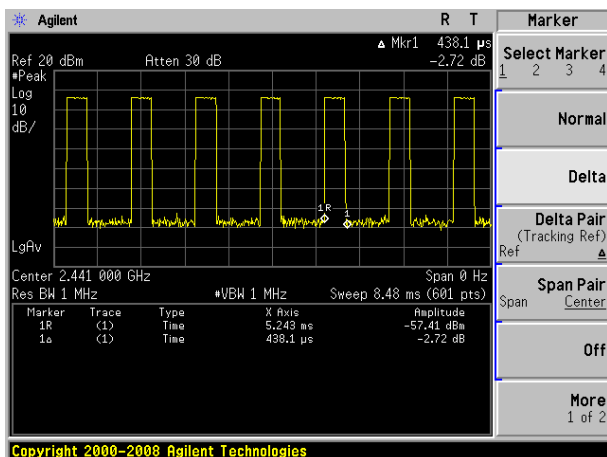 Agilent R T Marker
Δ Mkr1 438.1 µs
Ref 20 dBm Atten 30 dB -2.72 dB
#Peak
Log
10
dB/
1R
1
LgAv
Center 2.441 000 GHz Span 0 Hz
Res BW 1 MHz #VBW 1 MHz Sweep 8.48 ms (601 pts)
Marker Trace Type X Axis Amplitude
1R (1) Time 5.243 ms -57.41 dBm
1Δ (1) Time 438.1 µs -2.72 dB
Select Marker
1 2 3 4
Normal
Delta
Delta Pair
(Tracking Ref)
Ref Δ
Span Pair
Span Center
Off
More
1 of 2
Copyright 2000-2008 Agilent Technologies